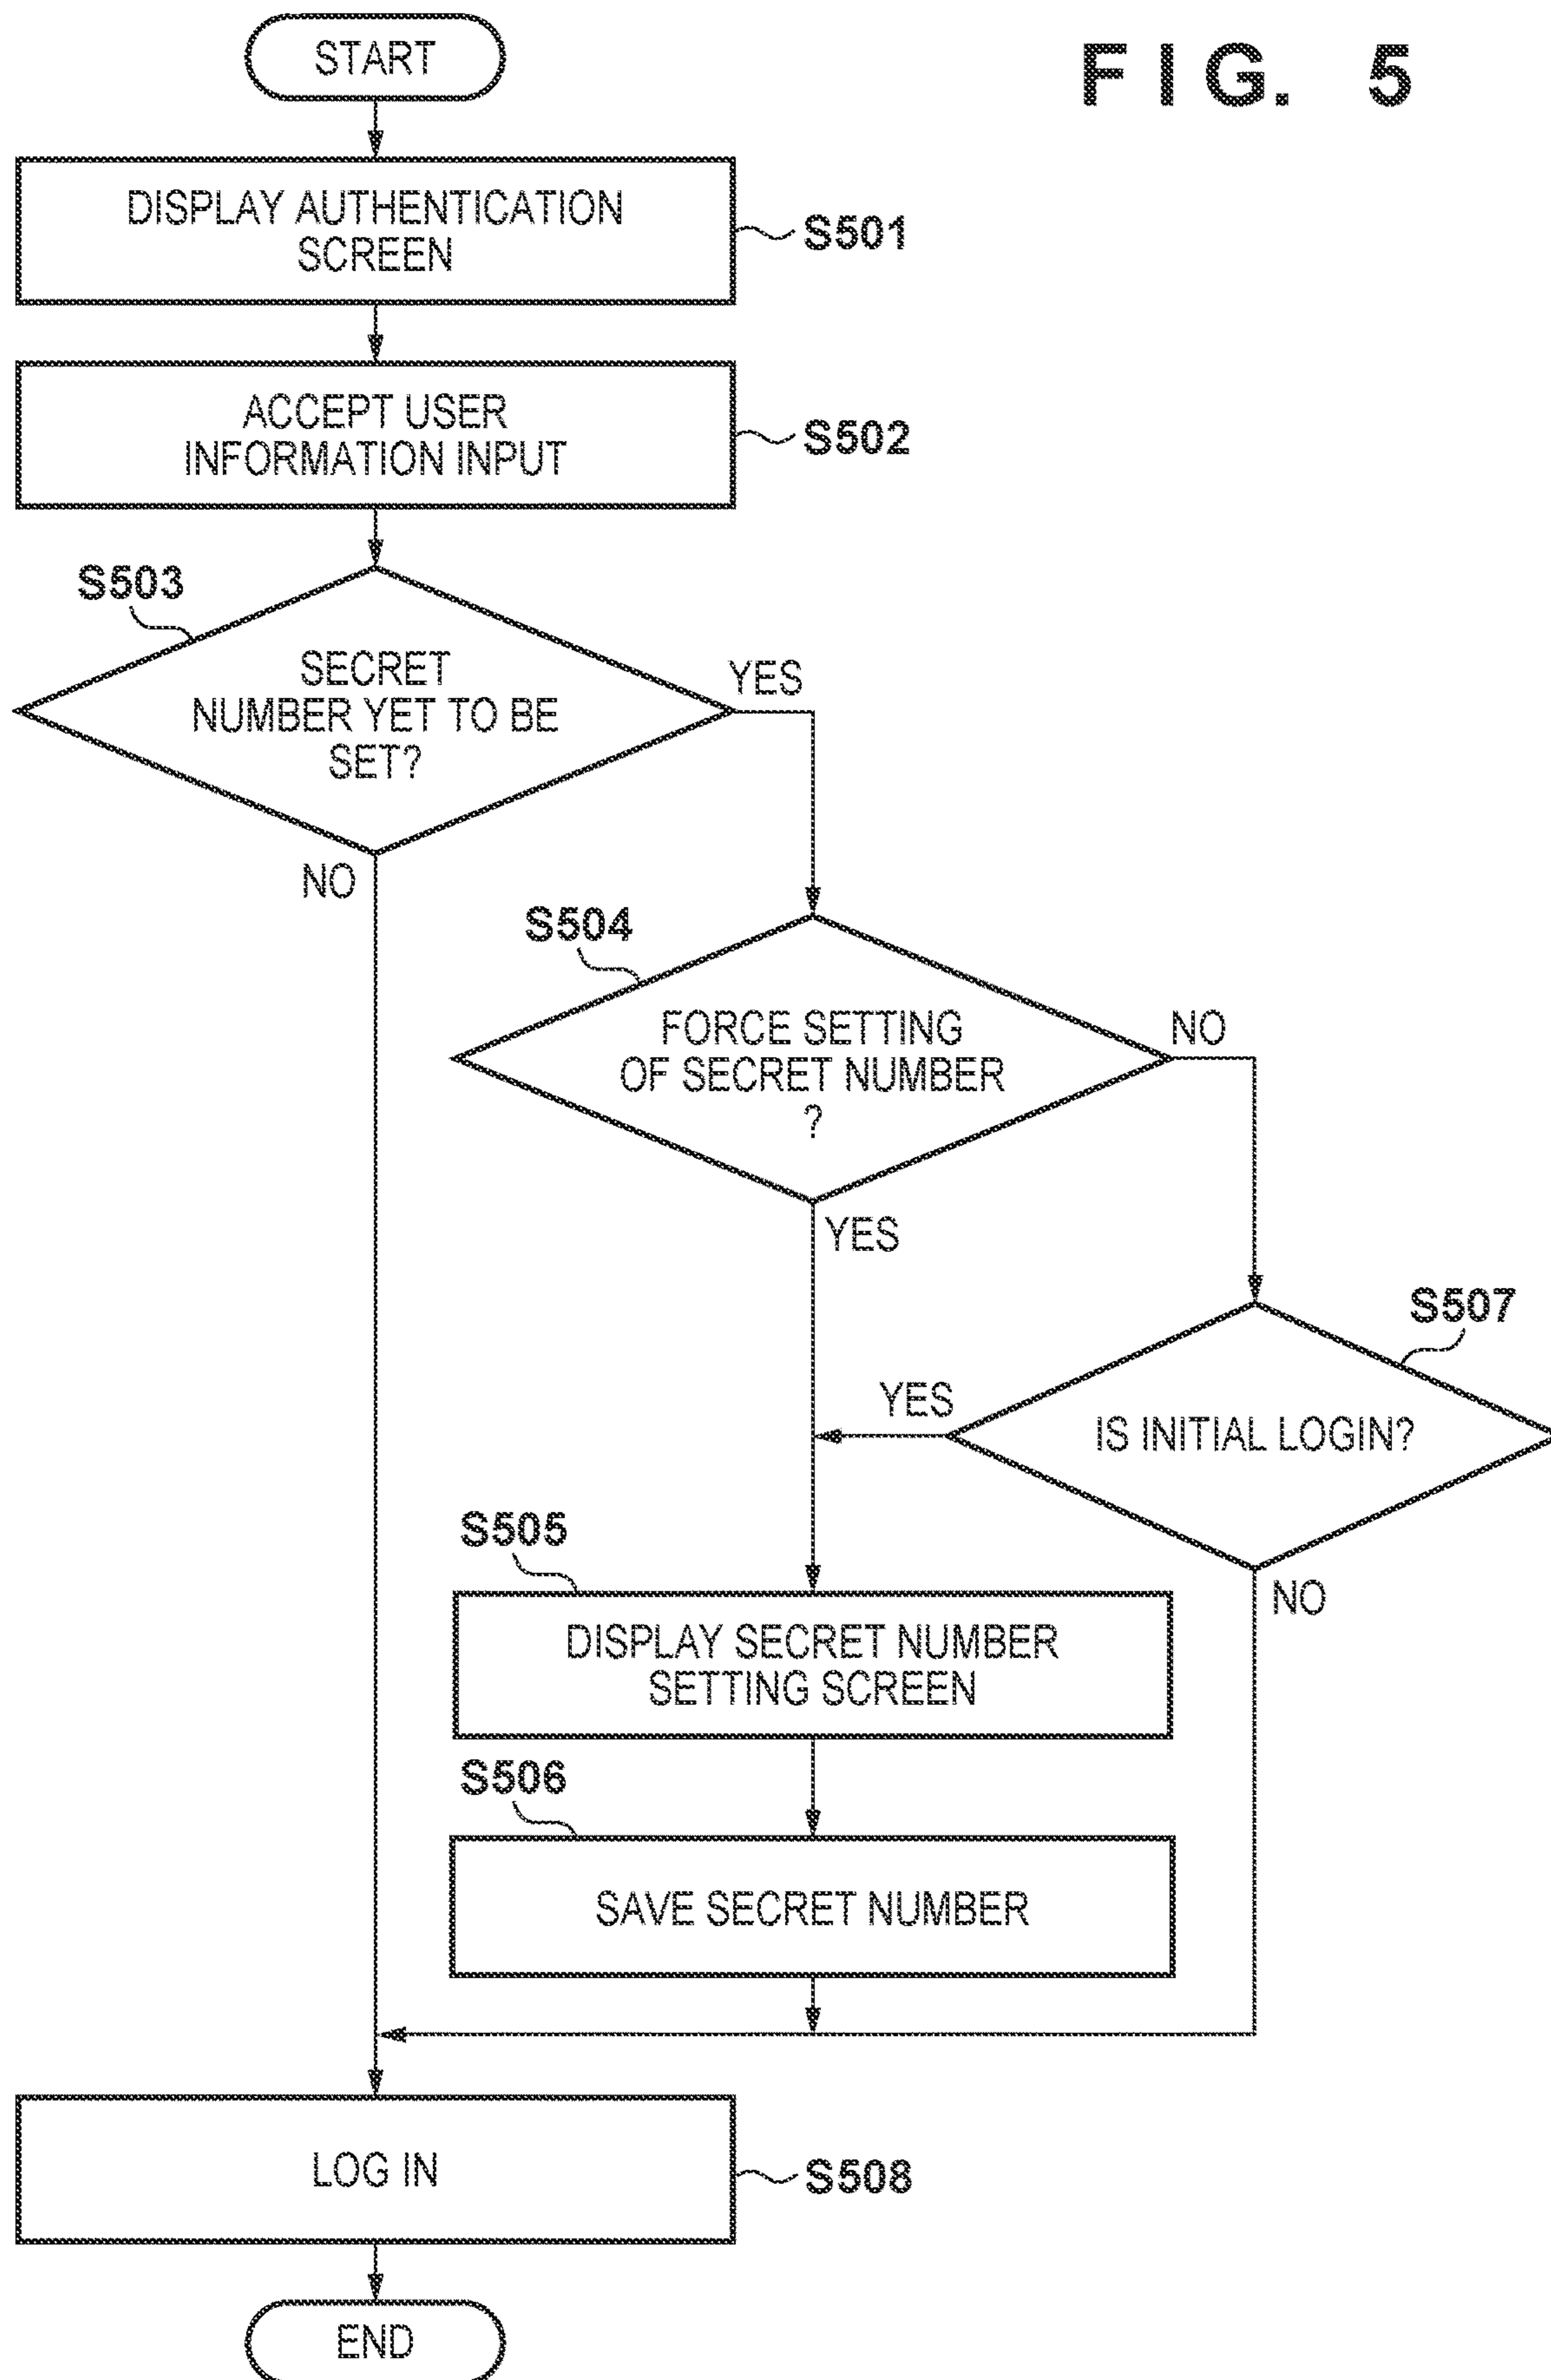 START
FIG. 5
DISPLAY AUTHENTICATION
SCREEN
S501
ACCEPT USER
INFORMATION INPUT
S502
S503
SECRET
NUMBER YET TO BE
SET?
YES
NO
S504
FORCE SETTING
OF SECRET NUMBER
?
NO
YES
S507
IS INITIAL LOGIN?
YES
NO
S505
DISPLAY SECRET NUMBER
SETTING SCREEN
S506
SAVE SECRET NUMBER
LOG IN
S508
END